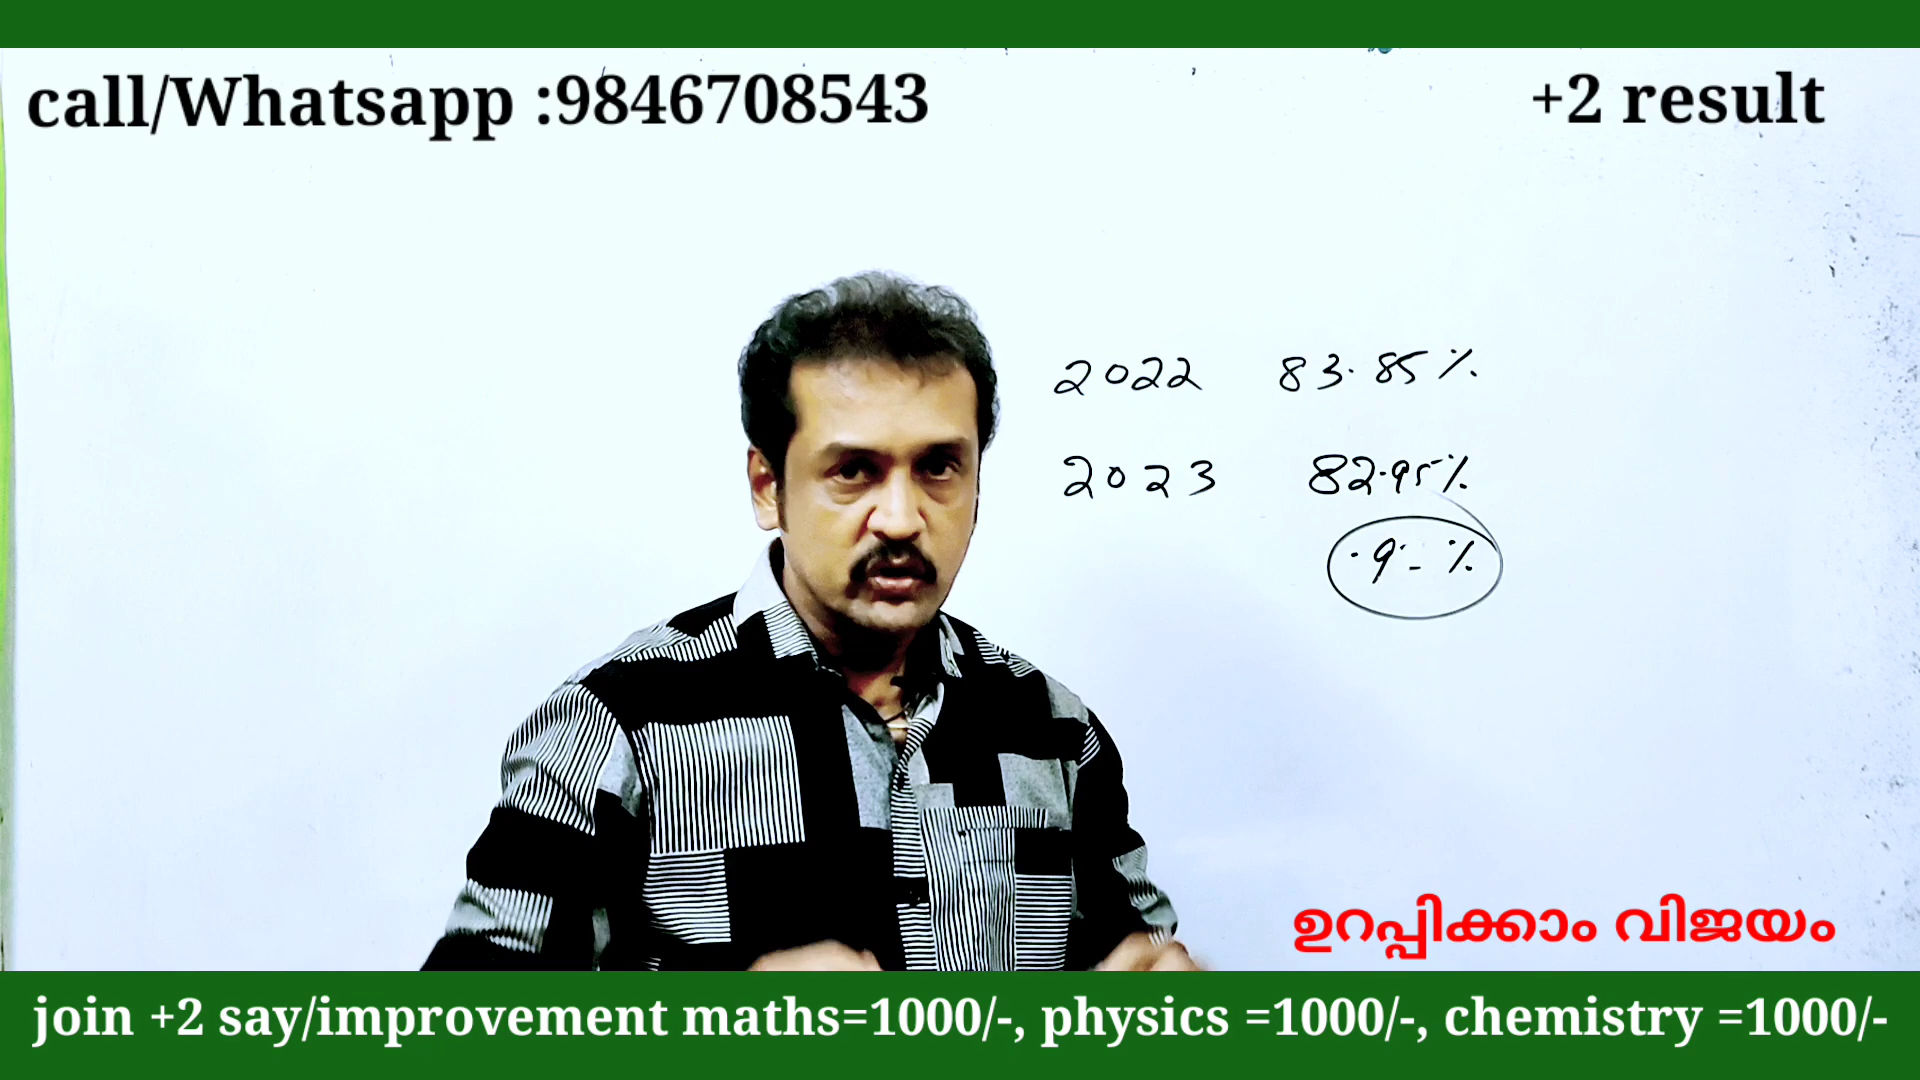 call/Whatsapp :9846708543
+2 result
2022 83.85%
2023 82.95%
.9- %
ഉറപ്പിക്കാം വിജയം
join +2 say/improvement maths=1000/-, physics =1000/-, chemistry =1000/-